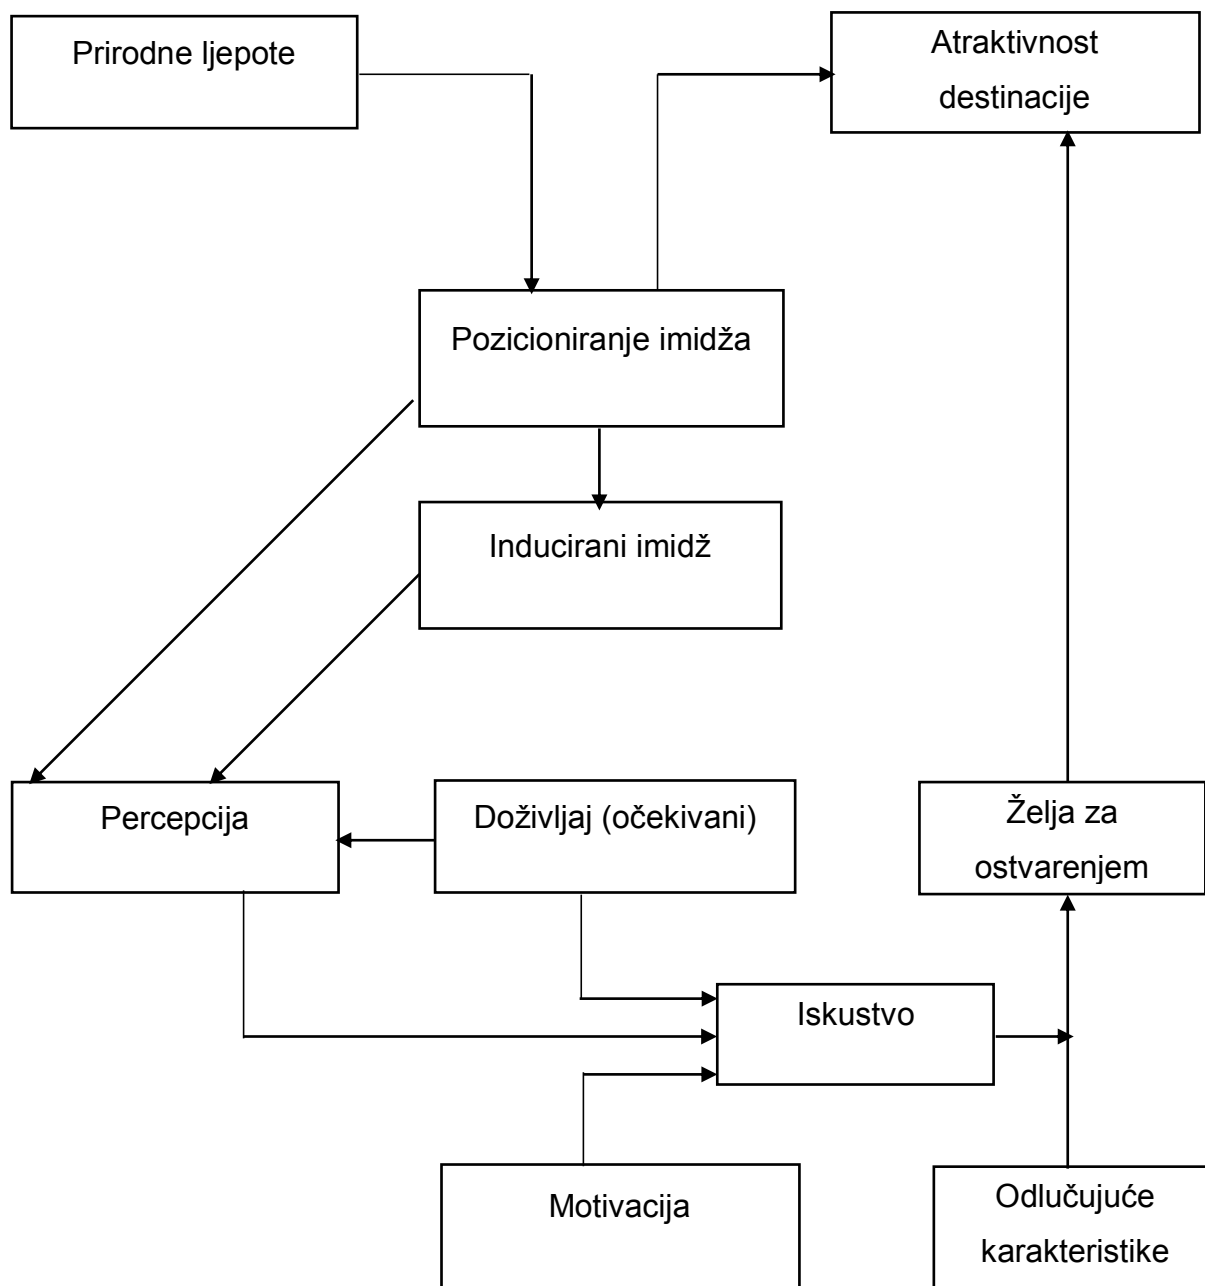 Prirodne ljepote
Atraktivnost
destinacije
Pozicioniranje imidža
Inducirani imidž
Percepcija
Doživljaj (očekivani)
Želja za
ostvarenjem
Iskustvo
Motivacija
Odlučujuće
karakteristike